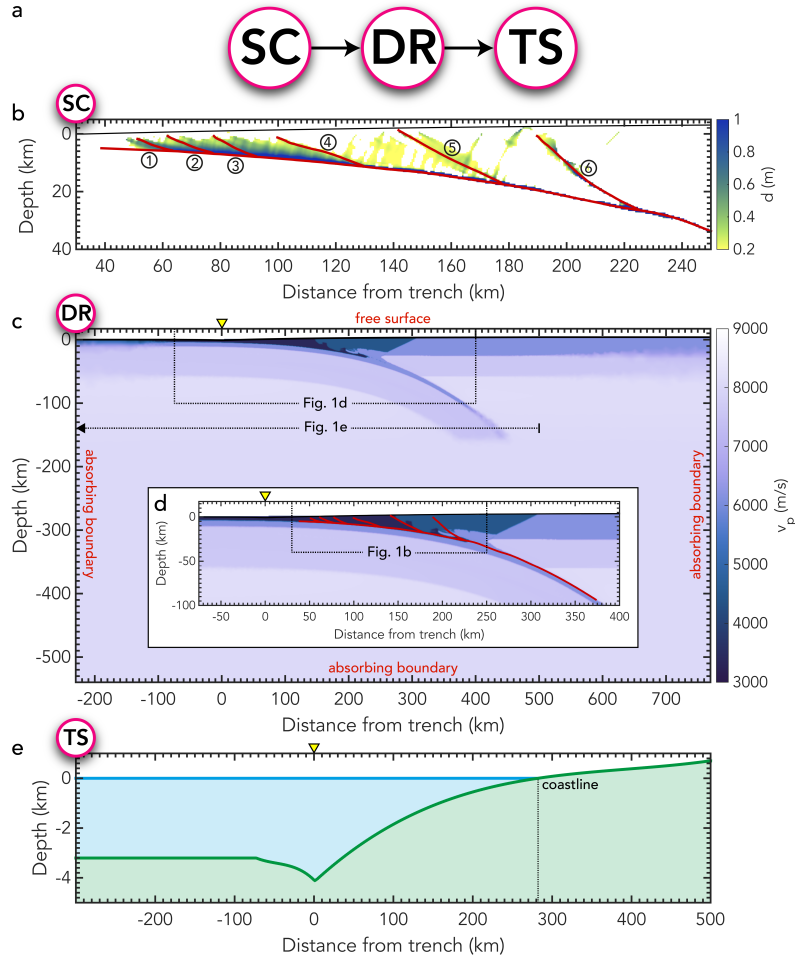 a
SC DR TS
b
SC
0
20
40
Depth (km)
1 2 3 4 5 6
40 60 80 100 120 140 160 180 200 220 240
Distance from trench (km)
1
0.8
0.6
0.4
0.2
d (m)
DR
c
free surface
0
-100
-200
-300
-400
-500
Depth (km)
Fig. 1d
Fig. 1e
absorbing boundary
absorbing boundary
d
0
-50
-100
Depth (km)
Fig. 1b
-50 0 50 100 150 200 250 300 350 400
Distance from trench (km)
absorbing boundary
-200 -100 0 100 200 300 400 500 600 700
Distance from trench (km)
9000
8000
7000
6000
5000
4000
3000
vp (m/s)
TS
e
0
-2
-4
Depth (km)
coastline
-200 -100 0 100 200 300 400 500
Distance from trench (km)